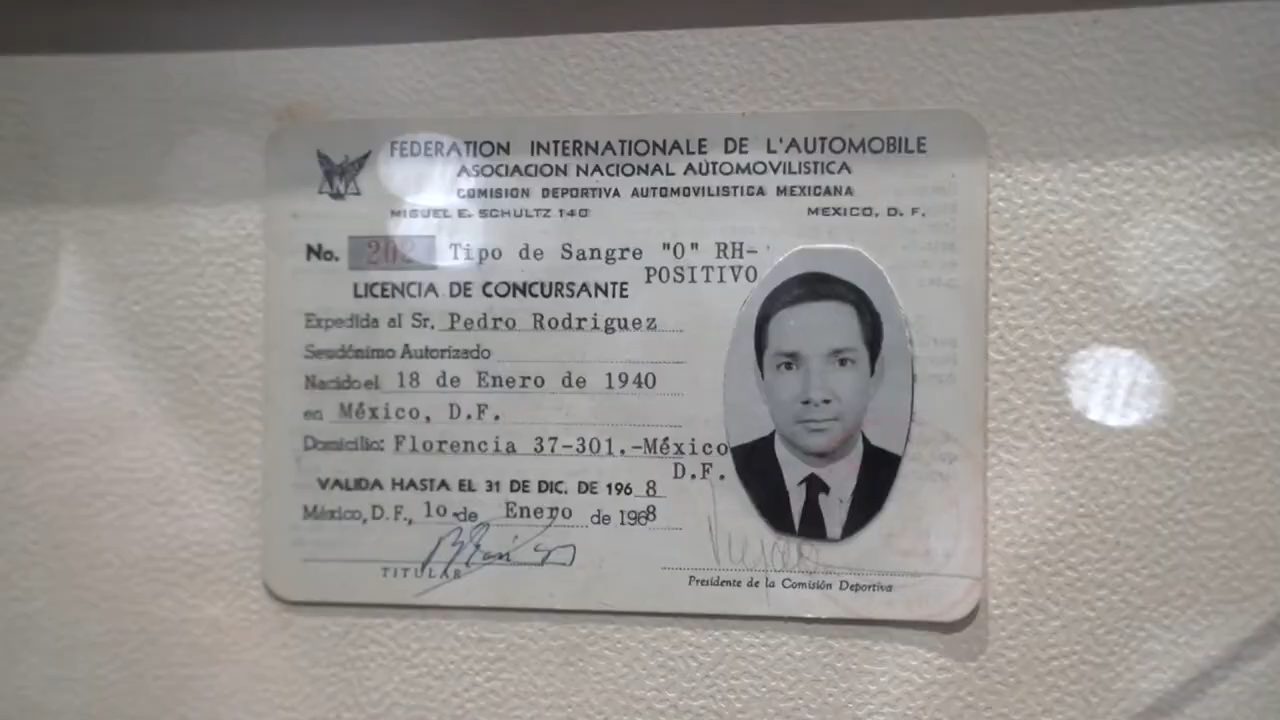 FEDERATION INTERNATIONALE DE L'AUTOMOBILE
ASOCIACION NACIONAL AUTOMOVILISTICA
COMISION DEPORTIVA AUTOMOVILISTICA MEXICANA
MIGUEL E. SCHULTZ 140 MEXICO, D. F.
No. Tipo de Sangre "O" RH-
POSITIVO
LICENCIA DE CONCURSANTE
Expedida al Sr. Pedro Rodriguez
Seudónimo Autorizado
Nacido el 18 de Enero de 1940
en México, D.F.
Domicilio: Florencia 37-301.-México
D.F.
VALIDA HASTA EL 31 DE DIC. DE 196 8
México, D. F., 1o de Enero de 1968
TITULAR
Presidente de la Comisión Deportiva